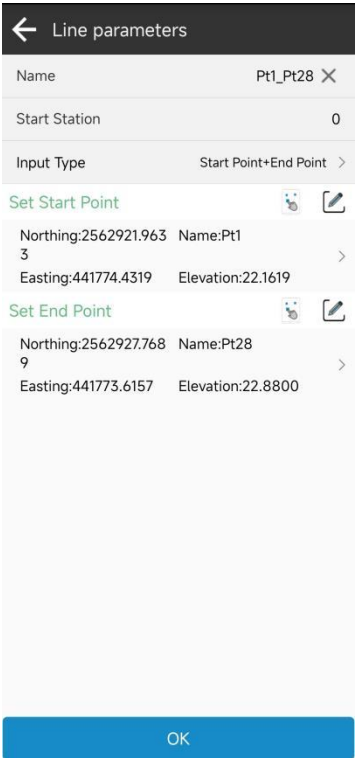 Line parameters
Name Pt1_Pt28
Start Station 0
Input Type Start Point+End Point
Set Start Point
Northing:2562921.963 Name:Pt1
3
Easting:441774.4319 Elevation:22.1619
Set End Point
Northing:2562927.768 Name:Pt28
9
Easting:441773.6157 Elevation:22.8800
OK